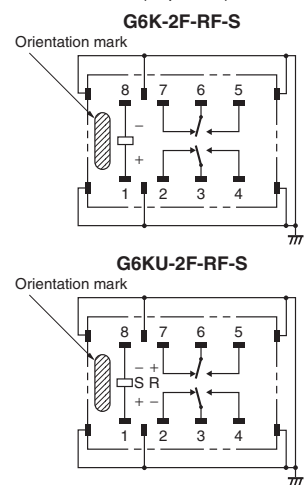 G6K-2F-RF-S
Orientation mark
8 7 6 5
−
+
1 2 3 4
G6KU-2F-RF-S
Orientation mark
8 7 6 5
− +
S R
+ −
1 2 3 4